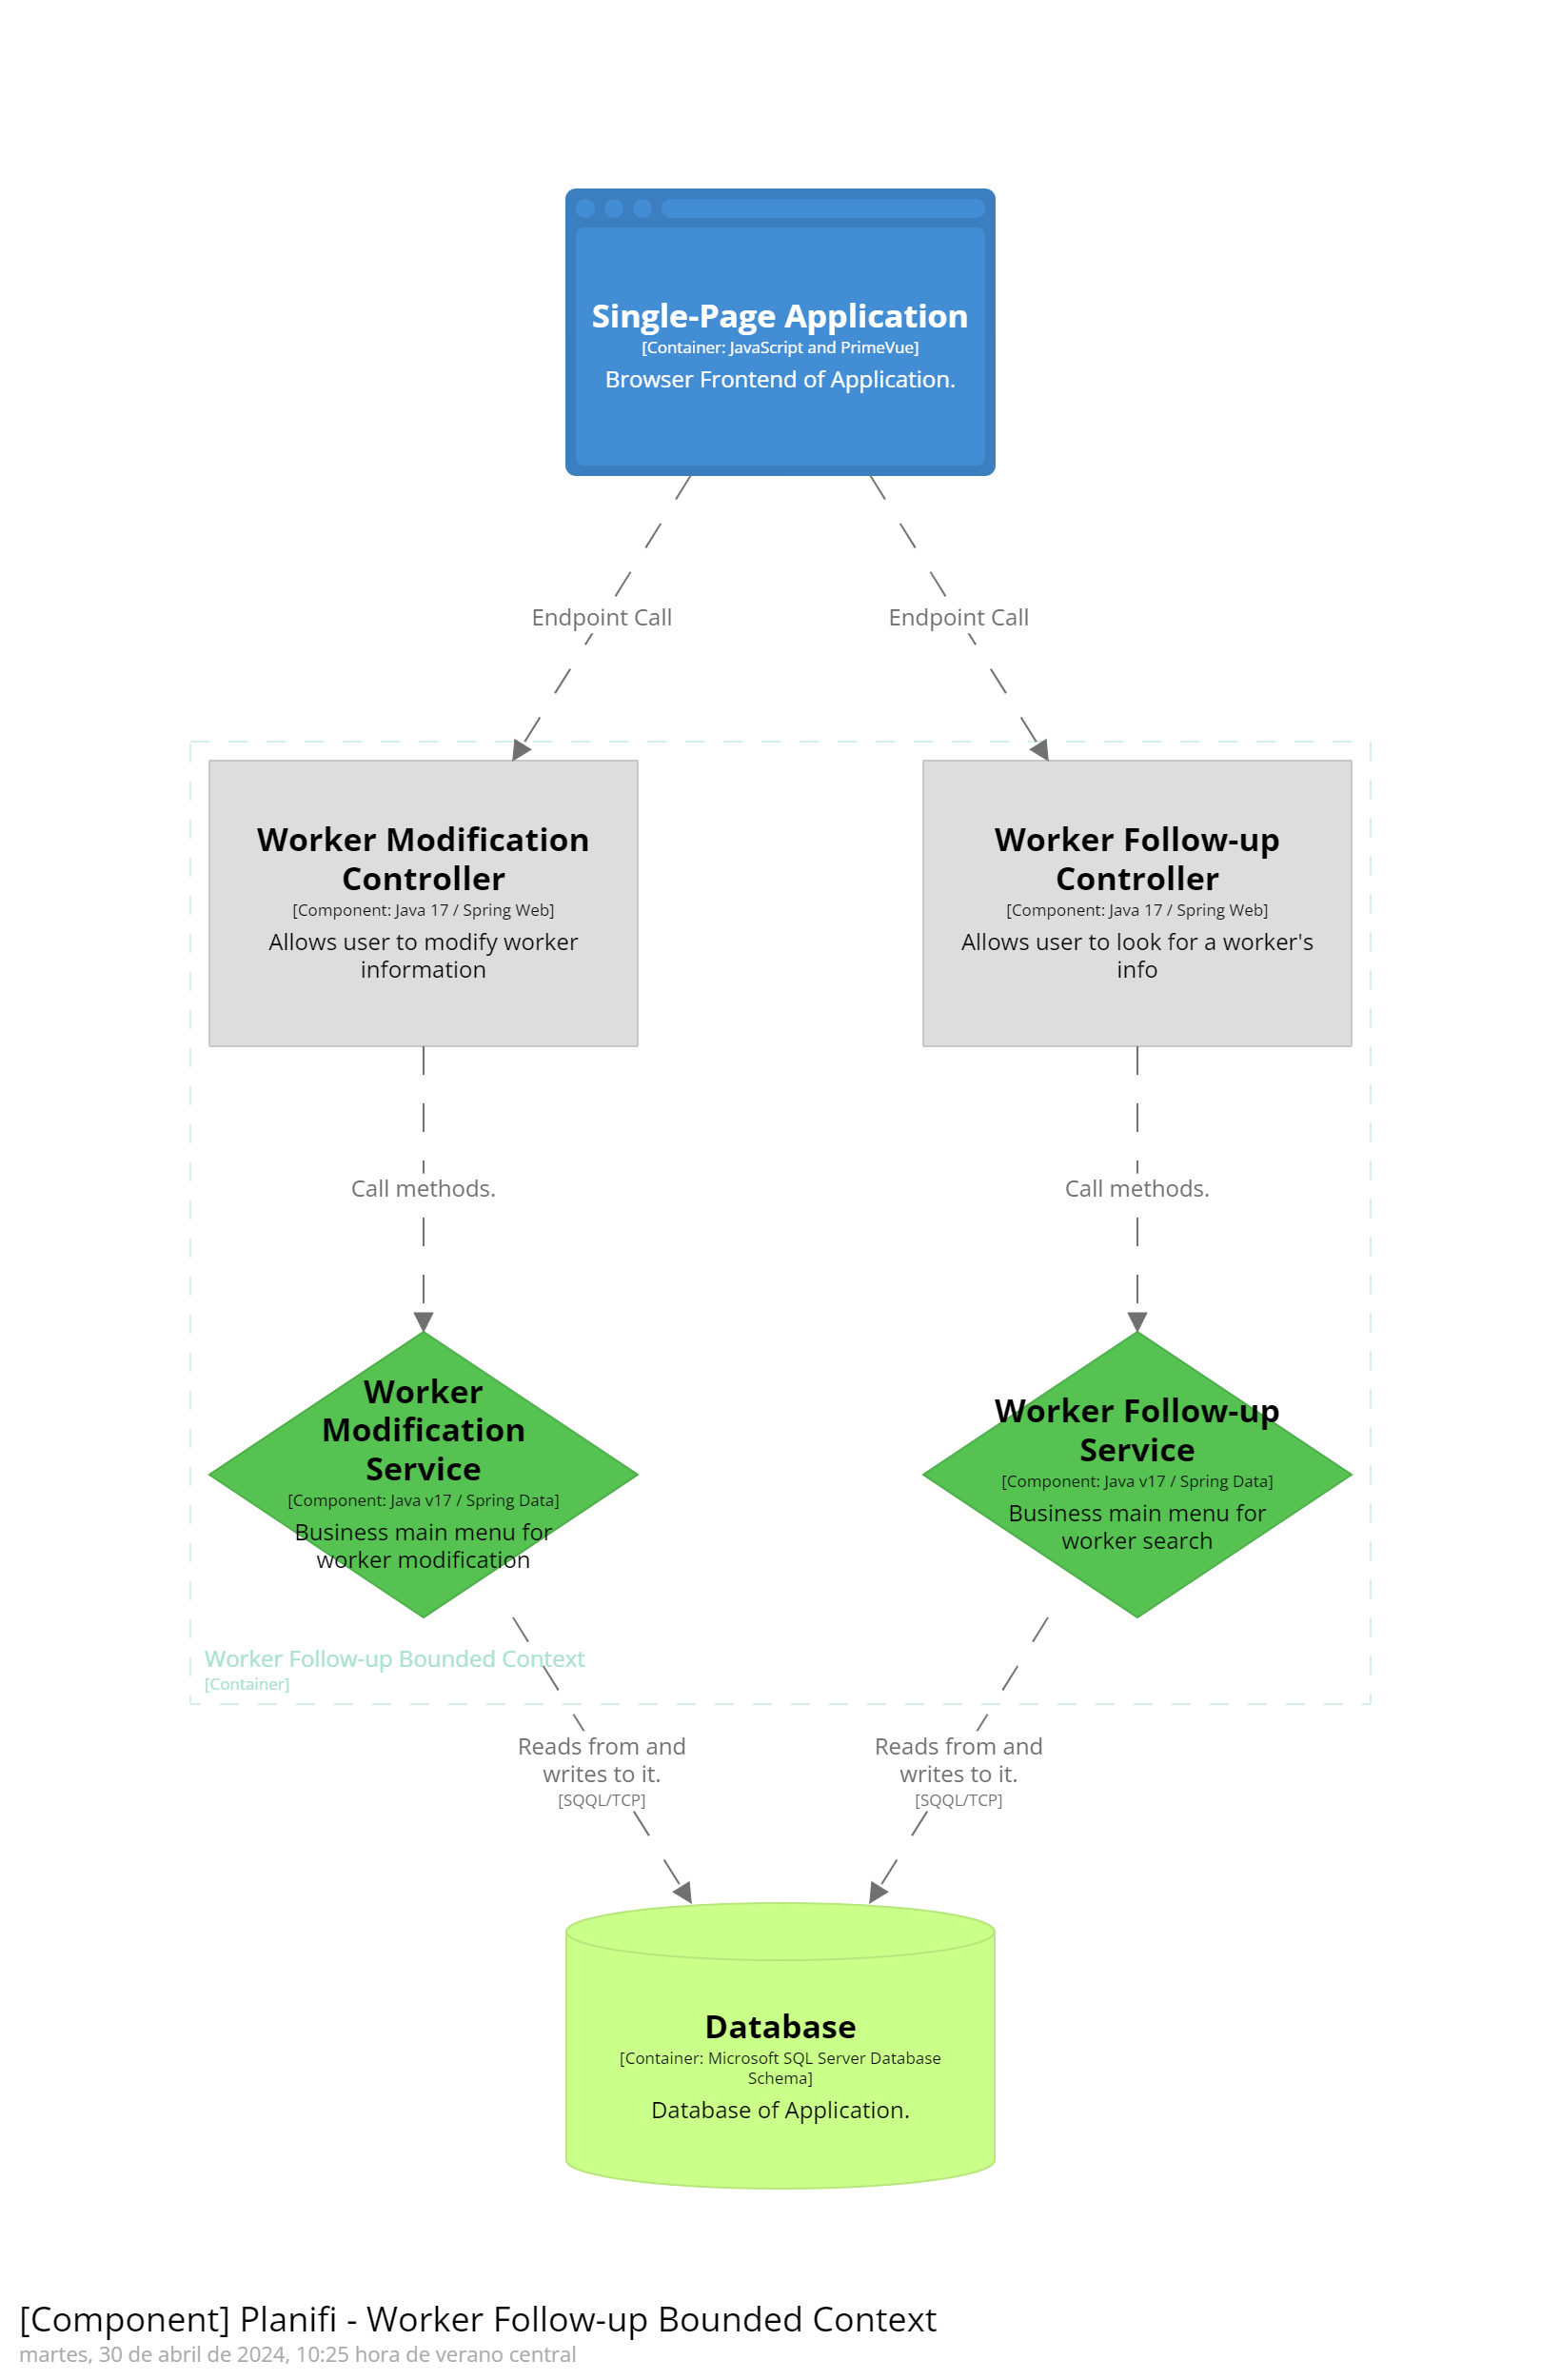 Single-Page Application
[Container: JavaScript and PrimeVue]
Browser Frontend of Application.
Endpoint Call
Endpoint Call
Worker Modification
Controller
[Component: Java 17 / Spring Web]
Allows user to modify worker
information
Worker Follow-up
Controller
[Component: Java 17 / Spring Web]
Allows user to look for a worker's
info
Call methods.
Call methods.
Worker
Modification
Service
[Component: Java v17 / Spring Data]
Business main menu for
worker modification
Worker Follow-up
Service
[Component: Java v17 / Spring Data]
Business main menu for
worker search
Worker Follow-up Bounded Context
[Container]
Reads from and
writes to it.
[SQQL/TCP]
Reads from and
writes to it.
[SQQL/TCP]
Database
[Container: Microsoft SQL Server Database
Schema]
Database of Application.
[Component] Planifi - Worker Follow-up Bounded Context
martes, 30 de abril de 2024, 10:25 hora de verano central